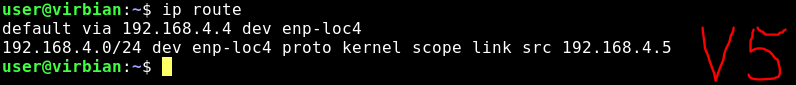 user@virbian:~$ ip route
default via 192.168.4.4 dev enp-loc4
192.168.4.0/24 dev enp-loc4 proto kernel scope link src 192.168.4.5
user@virbian:~$
V5